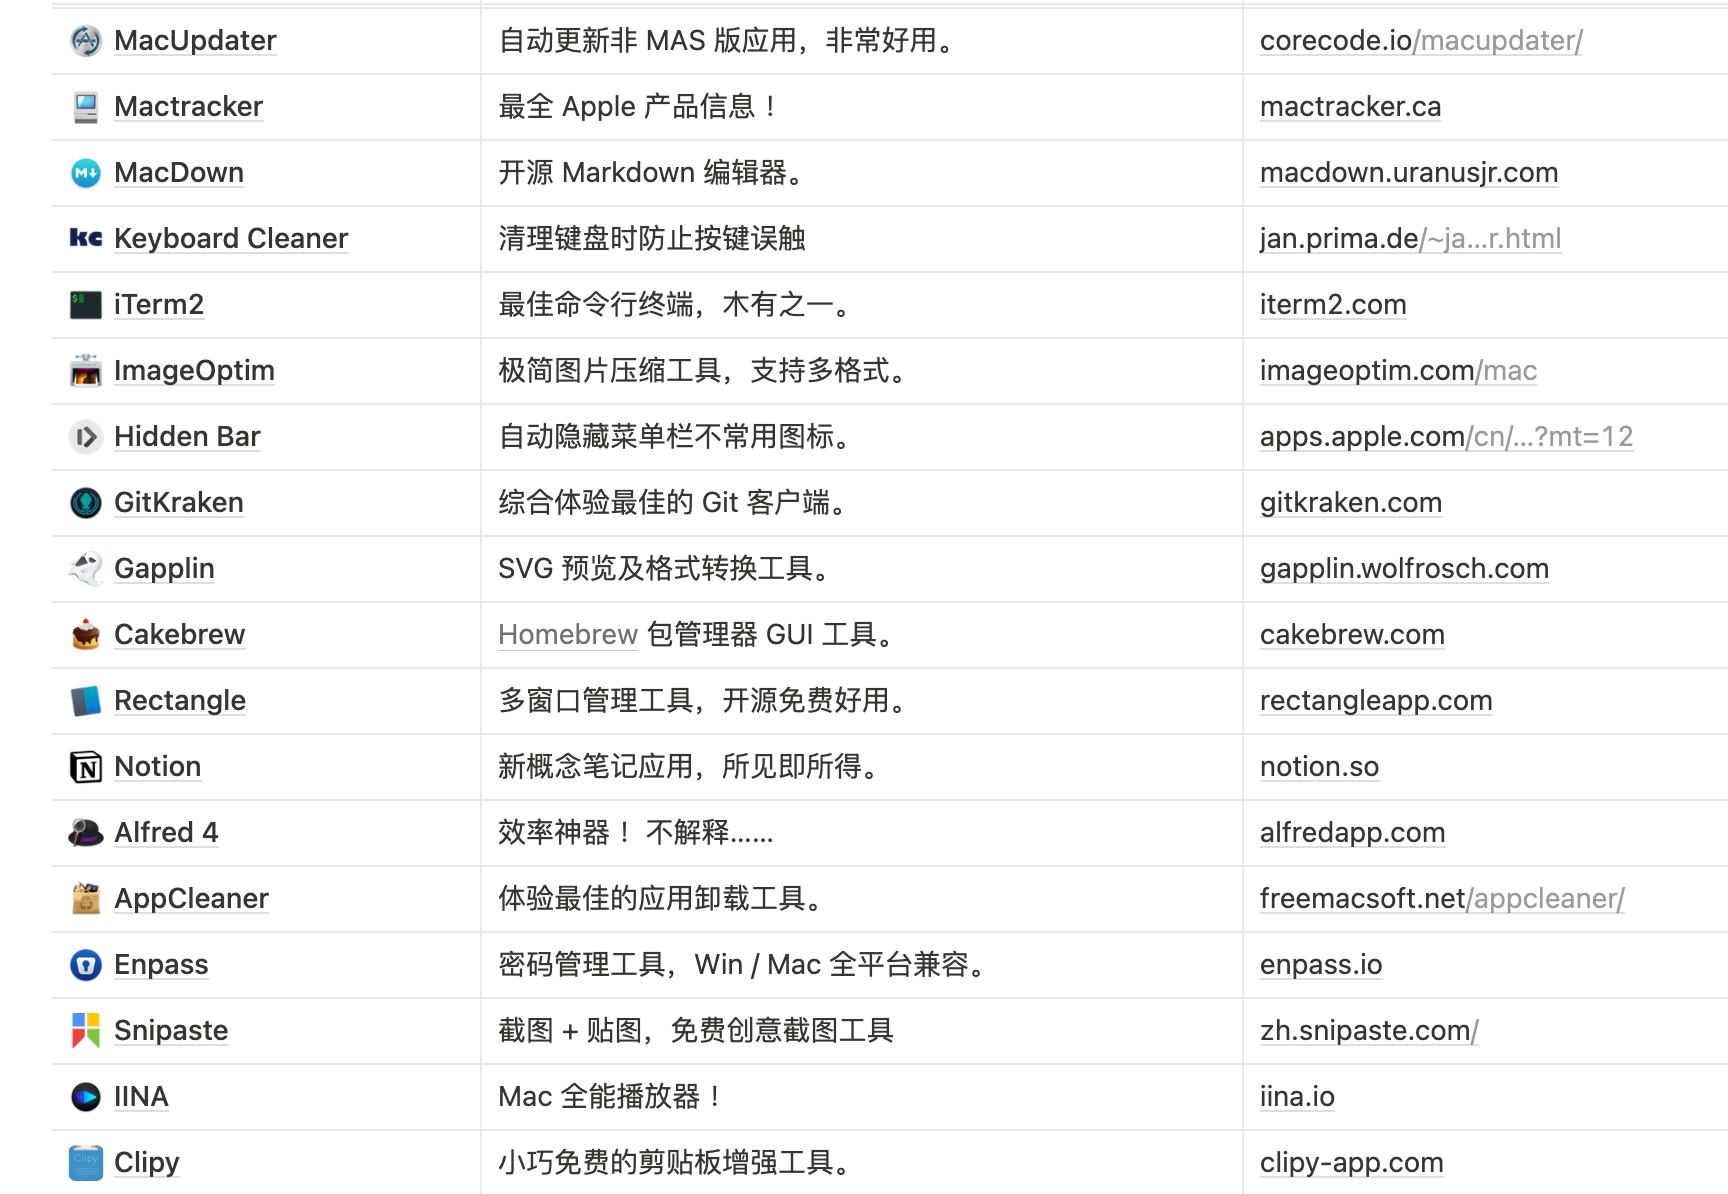 MacUpdater 自动更新非 MAS 版应用，非常好用。 corecode.io/macupdater/
Mactracker 最全 Apple 产品信息！ mactracker.ca
MacDown 开源 Markdown 编辑器。 macdown.uranusjr.com
Keyboard Cleaner 清理键盘时防止按键误触 jan.prima.de/~ja...r.html
iTerm2 最佳命令行终端，木有之一。 iterm2.com
ImageOptim 极简图片压缩工具，支持多格式。 imageoptim.com/mac
Hidden Bar 自动隐藏菜单栏不常用图标。 apps.apple.com/cn/...?mt=12
GitKraken 综合体验最佳的 Git 客户端。 gitkraken.com
Gapplin SVG 预览及格式转换工具。 gapplin.wolfrosch.com
Cakebrew Homebrew 包管理器 GUI 工具。 cakebrew.com
Rectangle 多窗口管理工具，开源免费好用。 rectangleapp.com
Notion 新概念笔记应用，所见即所得。 notion.so
Alfred 4 效率神器！不解释…… alfredapp.com
AppCleaner 体验最佳的应用卸载工具。 freemacsoft.net/appcleaner/
Enpass 密码管理工具，Win / Mac 全平台兼容。 enpass.io
Snipaste 截图 + 贴图，免费创意截图工具 zh.snipaste.com/
IINA Mac 全能播放器！ iina.io
Clipy 小巧免费的剪贴板增强工具。 clipy-app.com